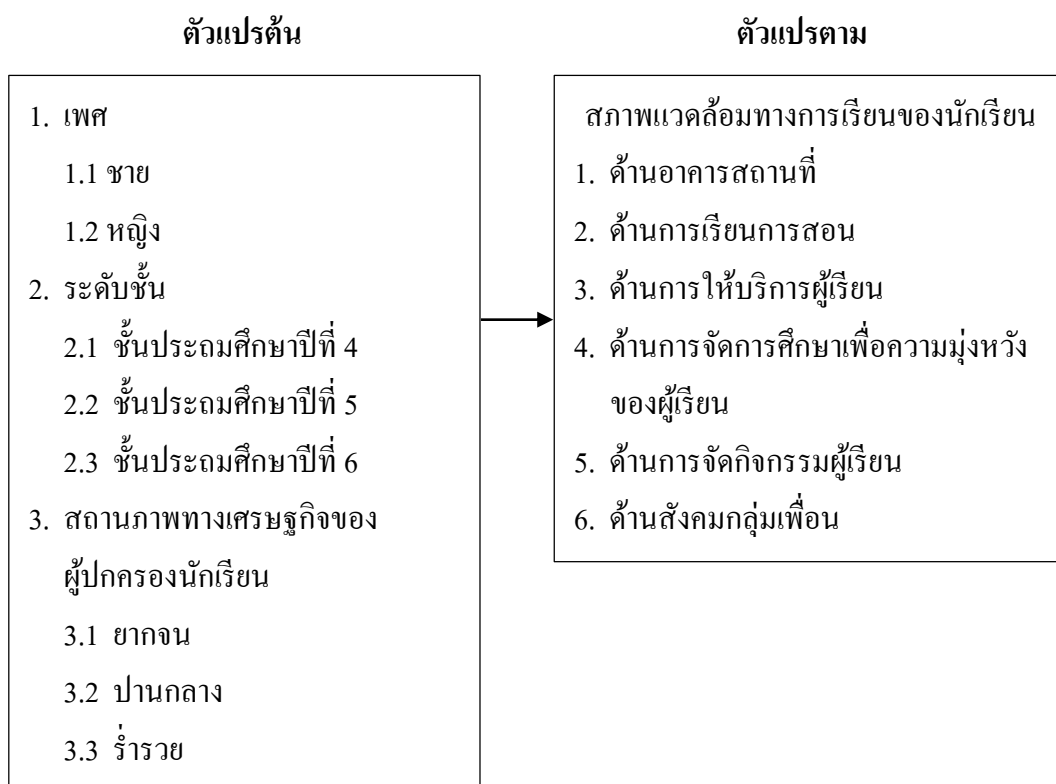 ตัวแปรต้น
1. เพศ
1.1 ชาย
1.2 หญิง
2. ระดับชั้น
2.1 ชั้นประถมศึกษาปีที่ 4
2.2 ชั้นประถมศึกษาปีที่ 5
2.3 ชั้นประถมศึกษาปีที่ 6
3. สถานภาพทางเศรษฐกิจของ
ผู้ปกครองนักเรียน
3.1 ยากจน
3.2 ปานกลาง
3.3 ร่ำรวย
ตัวแปรตาม
สภาพแวดล้อมทางการเรียนของนักเรียน
1. ด้านอาคารสถานที่
2. ด้านการเรียนการสอน
3. ด้านการให้บริการผู้เรียน
4. ด้านการจัดการศึกษาเพื่อความมุ่งหวัง
ของผู้เรียน
5. ด้านการจัดกิจกรรมผู้เรียน
6. ด้านสังคมกลุ่มเพื่อน